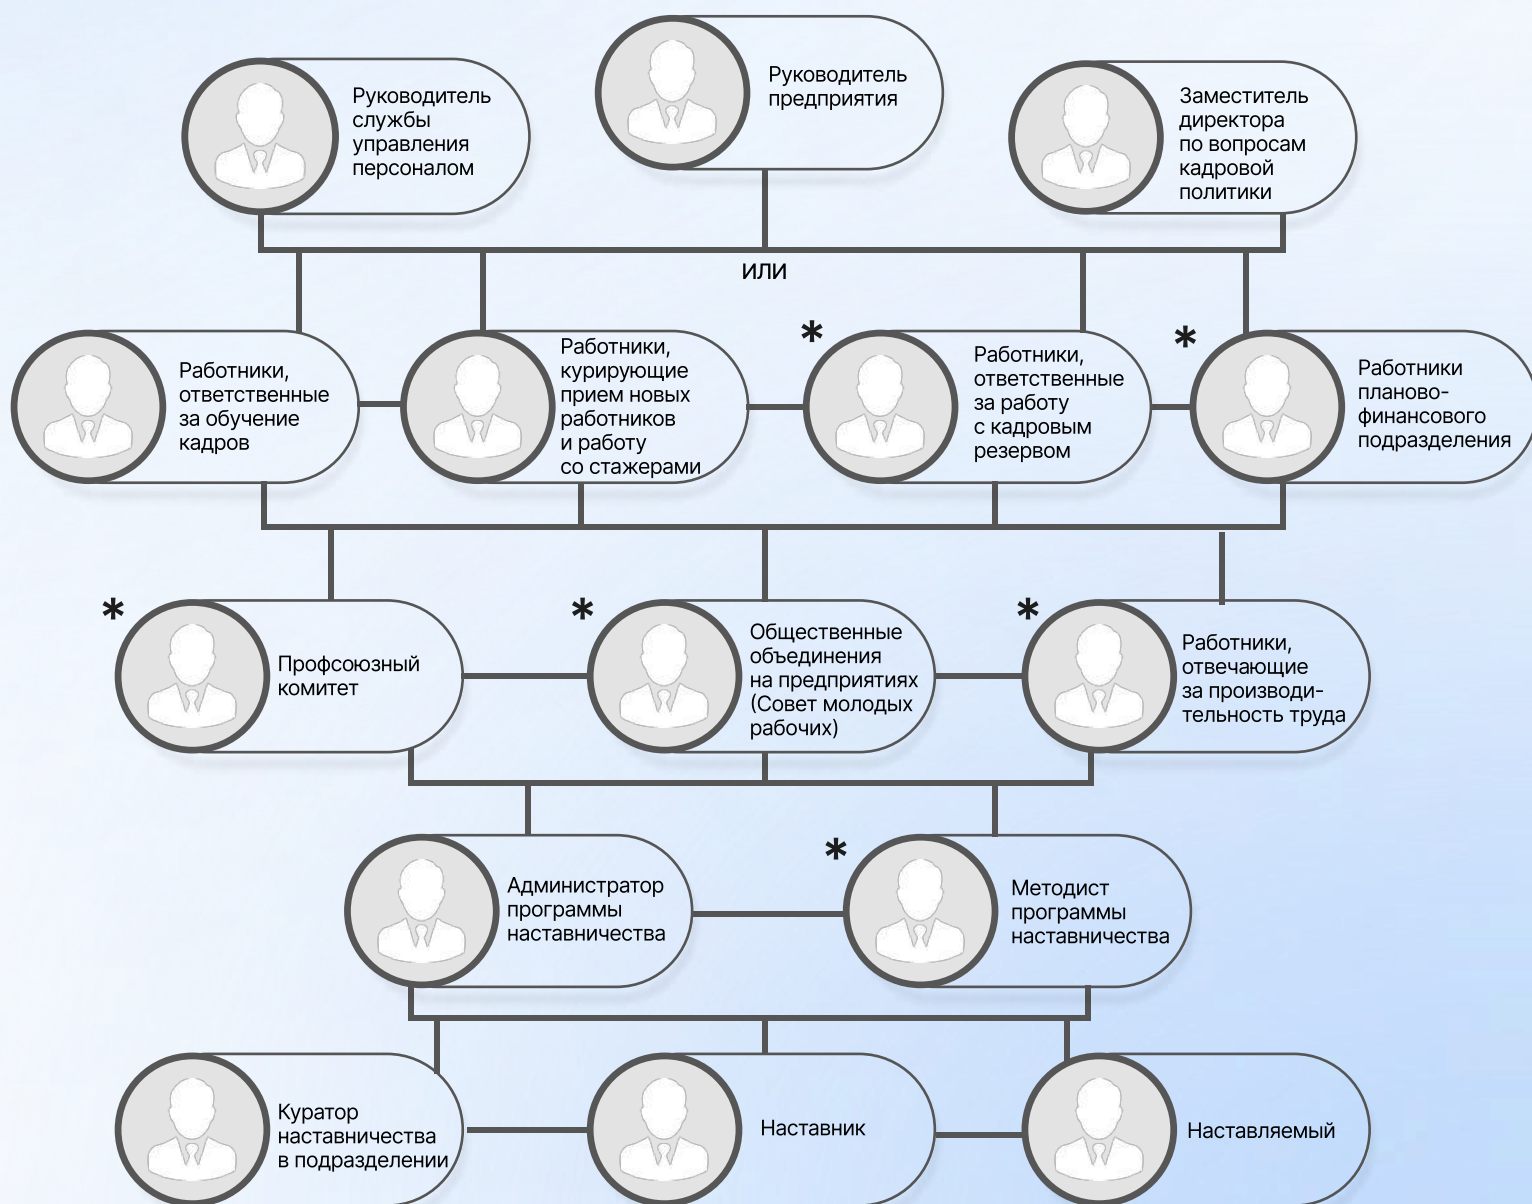 Руководитель
службы
управления
персоналом
Руководитель
предприятия
Заместитель
директора
по вопросам
кадровой
политики
или
Работники,
ответственные
за обучение
кадров
Работники,
курирующие
прием новых
работников
и работу
со стажерами
*
Работники,
ответственные
за работу
с кадровым
резервом
*
Работники
планово-
финансового
подразделения
*
Профсоюзный
комитет
*
Общественные
объединения
на предприятиях
(Совет молодых
рабочих)
*
Работники,
отвечающие
за производи-
тельность труда
Администратор
программы
наставничества
*
Методист
программы
наставничества
Куратор
наставничества
в подразделении
Наставник
Наставляемый